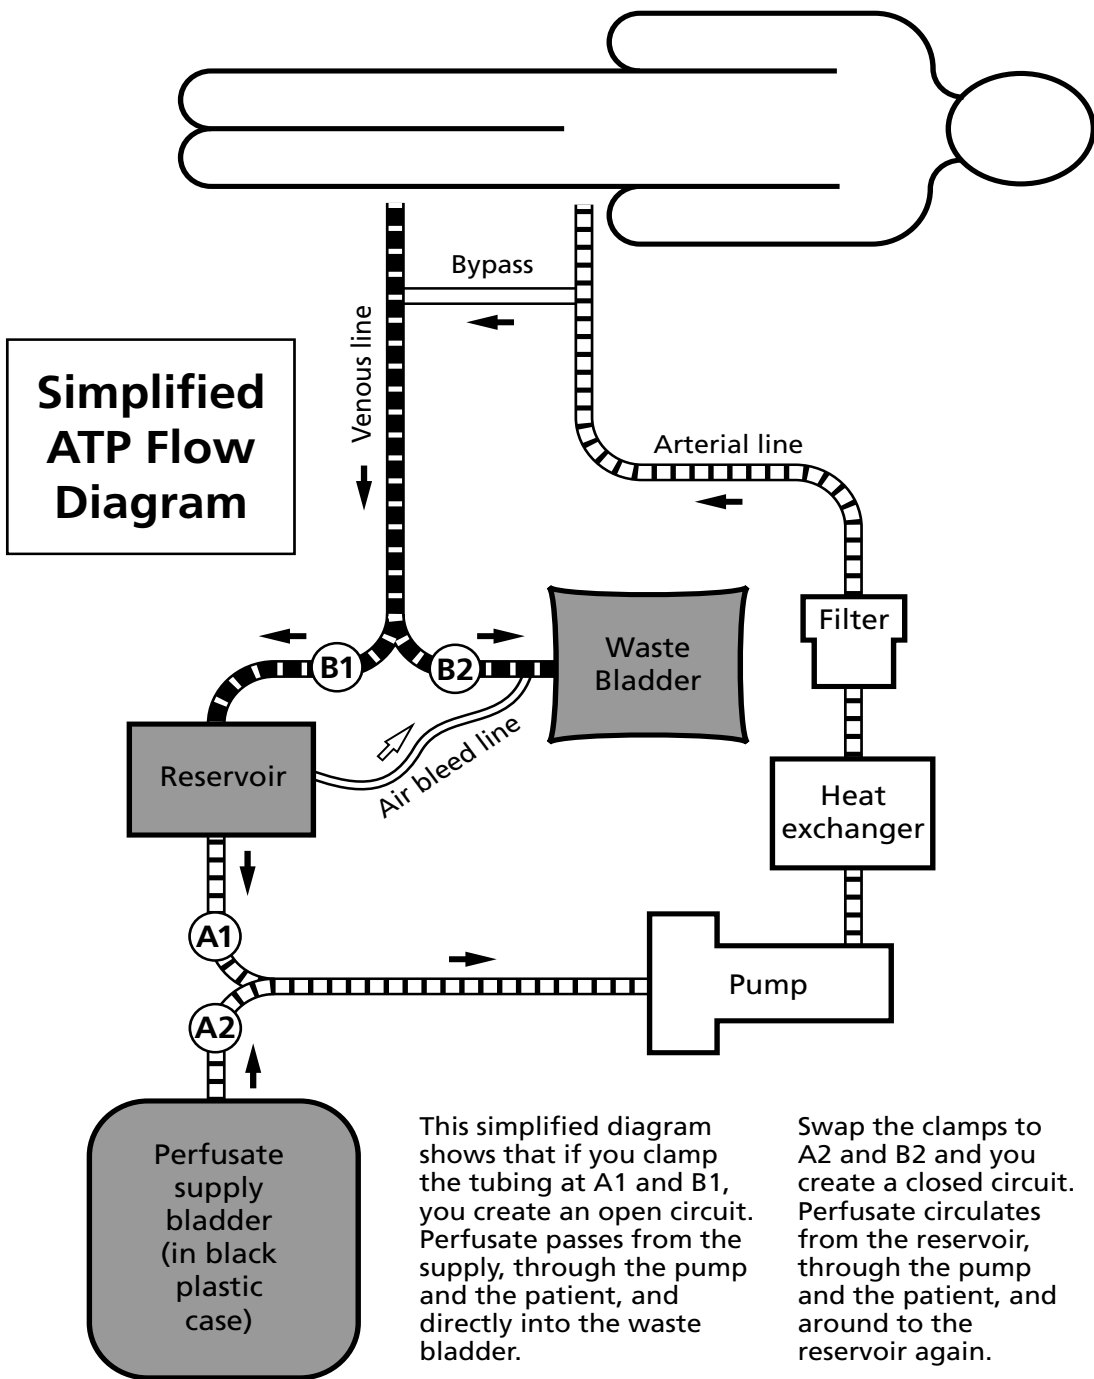 Bypass
Venous line
Simplified
ATP Flow
Diagram
Arterial line
Filter
B1
B2
Waste
Bladder
Reservoir
Air bleed line
Heat
exchanger
A1
Pump
A2
Perfusate
supply
bladder
(in black
plastic
case)
This simplified diagram
shows that if you clamp
the tubing at A1 and B1,
you create an open circuit.
Perfusate passes from the
supply, through the pump
and the patient, and
directly into the waste
bladder.
Swap the clamps to
A2 and B2 and you
create a closed circuit.
Perfusate circulates
from the reservoir,
through the pump
and the patient, and
around to the
reservoir again.